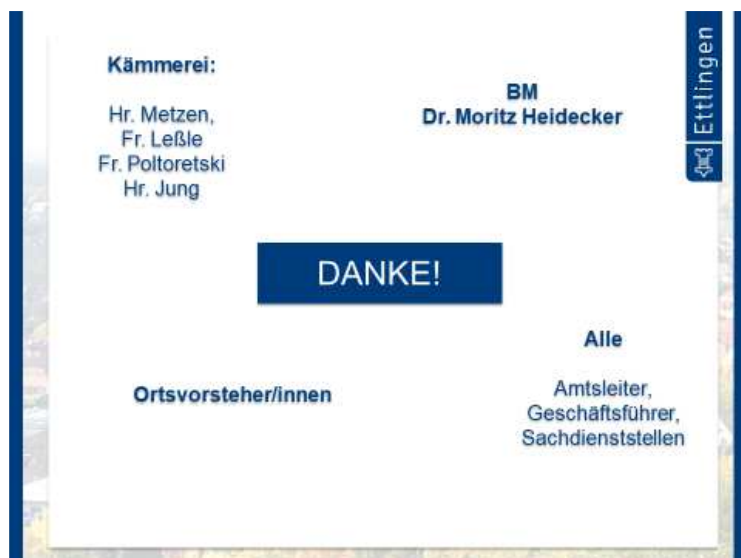 Kämmerei:
Hr. Metzen,
Fr. Leßle
Fr. Poltoretski
Hr. Jung
BM
Dr. Moritz Heidecker
Ettlingen
DANKE!
Ortsvorsteher/innen
Alle
Amtsleiter,
Geschäftsführer,
Sachdienststellen